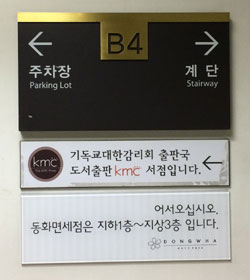 B4
← →
주차장 계 단
Parking Lot Stairway
kmc 기독교대한감리회 출판국
도서출판 kmc 서점입니다. ←
어서오십시오.
동화면세점은 지하1층~지상3층 입니다.
DONGWHA